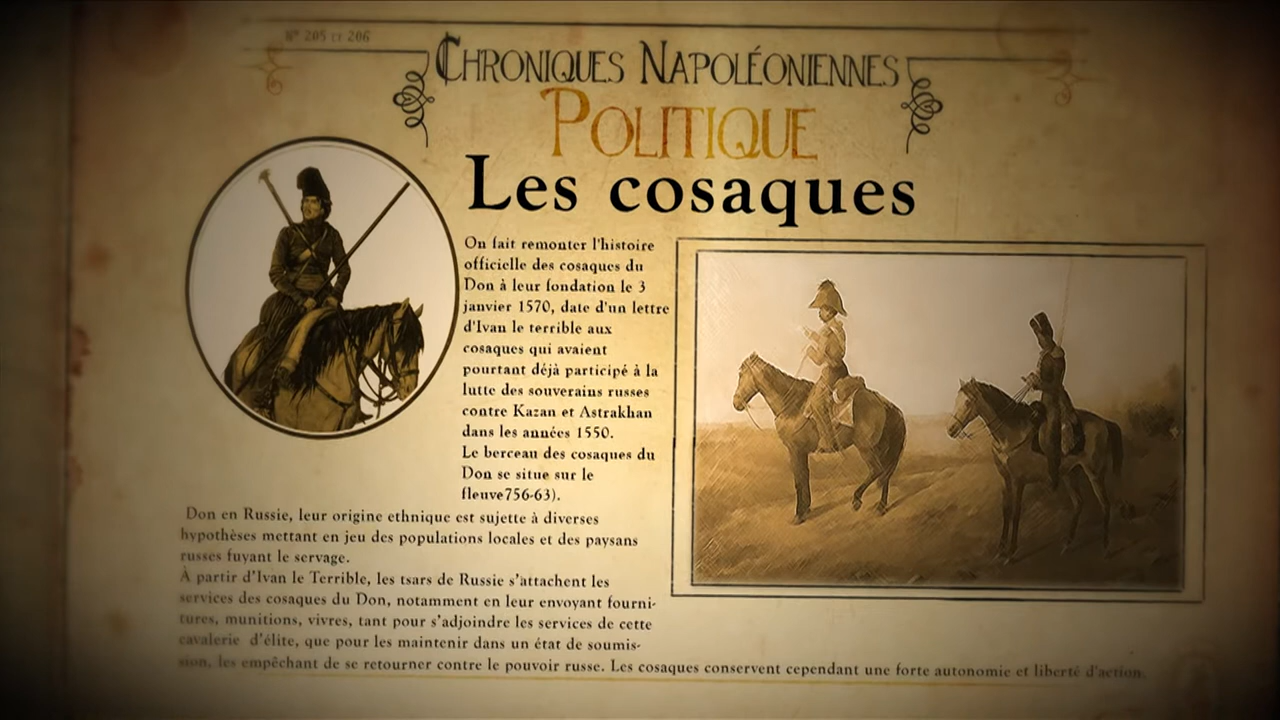 N° 205 ET 206
CHRONIQUES NAPOLÉONIENNES
POLITIQUE
Les cosaques
On fait remonter l'histoire
officielle des cosaques du
Don à leur fondation le 3
janvier 1570, date d'un lettre
d'Ivan le terrible aux
cosaques qui avaient
pourtant déjà participé à la
lutte des souverains russes
contre Kazan et Astrakhan
dans les années 1550.
Le berceau des cosaques du
Don se situe sur le
fleuve756-63).
Don en Russie, leur origine ethnique est sujette à diverses
hypothèses mettant en jeu des populations locales et des paysans
russes fuyant le servage.
À partir d'Ivan le Terrible, les tsars de Russie s'attachent les
services des cosaques du Don, notamment en leur envoyant fourni-
tures, munitions, vivres, tant pour s'adjoindre les services de cette
cavalerie d'élite, que pour les maintenir dans un état de soumis-
sion, les empêchant de se retourner contre le pouvoir russe. Les cosaques conservent cependant une forte autonomie et liberté d'action.